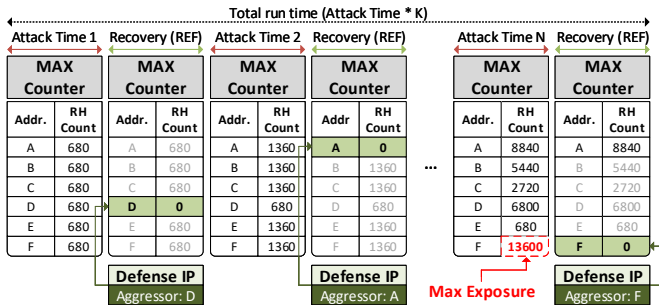 Total run time (Attack Time * K)
Attack Time 1
Recovery (REF)
Attack Time 2
Recovery (REF)
Attack Time N
Recovery (REF)
MAX Counter
Addr. RH Count
A 680
B 680
C 680
D 680
E 680
F 680
MAX Counter
Addr. RH Count
A 680
B 680
C 680
D 0
E 680
F 680
Defense IP
Aggressor: D
MAX Counter
Addr. RH Count
A 1360
B 1360
C 1360
D 680
E 1360
F 1360
MAX Counter
Addr RH Count
A 0
B 1360
C 1360
D 680
E 1360
F 1360
Defense IP
Aggressor: A
...
MAX Counter
Addr. RH Count
A 8840
B 5440
C 2720
D 6800
E 680
F 13600
Max Exposure
MAX Counter
Addr. RH Count
A 8840
B 5440
C 2720
D 6800
E 680
F 0
Defense IP
Aggressor: F